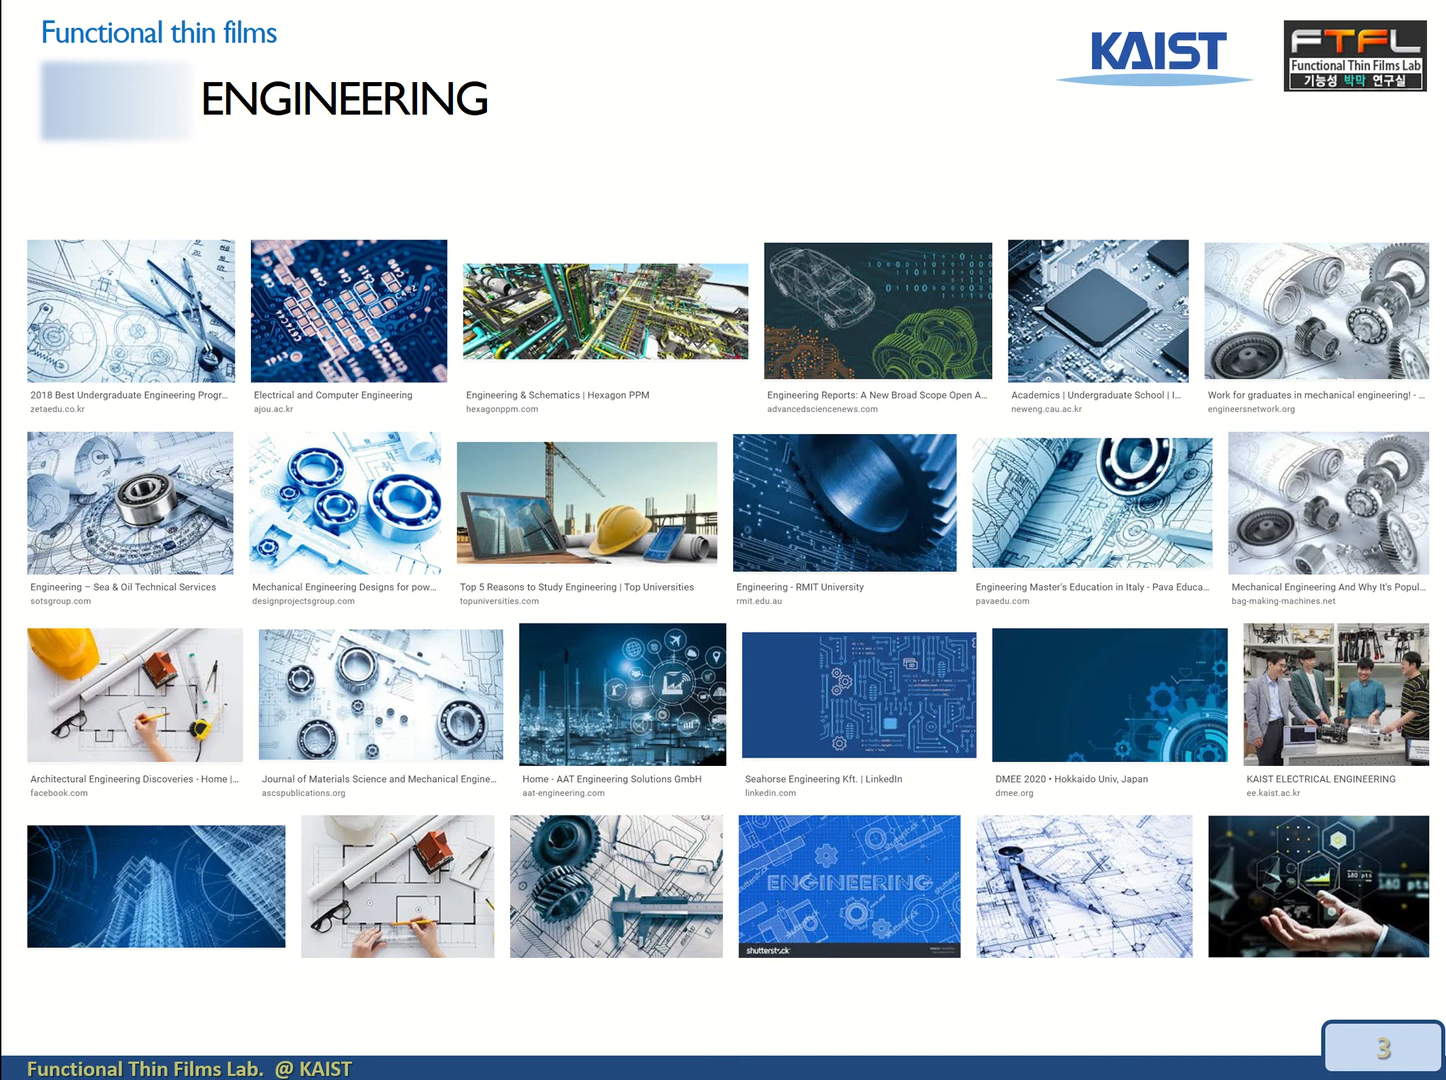 Functional thin films
ENGINEERING
KAIST
FTFL
Functional Thin Films Lab
기능성 박막 연구실
2018 Best Undergraduate Engineering Progr...
zetaedu.co.kr
Electrical and Computer Engineering
ajou.ac.kr
Engineering & Schematics | Hexagon PPM
hexagonppm.com
Engineering Reports: A New Broad Scope Open A...
advancedsciencenews.com
Academics | Undergraduate School | I...
neweng.cau.ac.kr
Work for graduates in mechanical engineering! - ...
engineersnetwork.org
Engineering – Sea & Oil Technical Services
sotsgroup.com
Mechanical Engineering Designs for pow...
designprojectsgroup.com
Top 5 Reasons to Study Engineering | Top Universities
topuniversities.com
Engineering - RMIT University
rmit.edu.au
Engineering Master's Education in Italy - Pava Educa...
pavaedu.com
Mechanical Engineering And Why It's Popul...
bag-making-machines.net
Architectural Engineering Discoveries - Home |...
facebook.com
Journal of Materials Science and Mechanical Engine...
ascspublications.org
Home - AAT Engineering Solutions GmbH
aat-engineering.com
Seahorse Engineering Kft. | LinkedIn
linkedin.com
DMEE 2020 • Hokkaido Univ, Japan
dmee.org
KAIST ELECTRICAL ENGINEERING
ee.kaist.ac.kr
ENGINEERING
shutterstock
180 pts
180 pts
Functional Thin Films Lab. @ KAIST
3